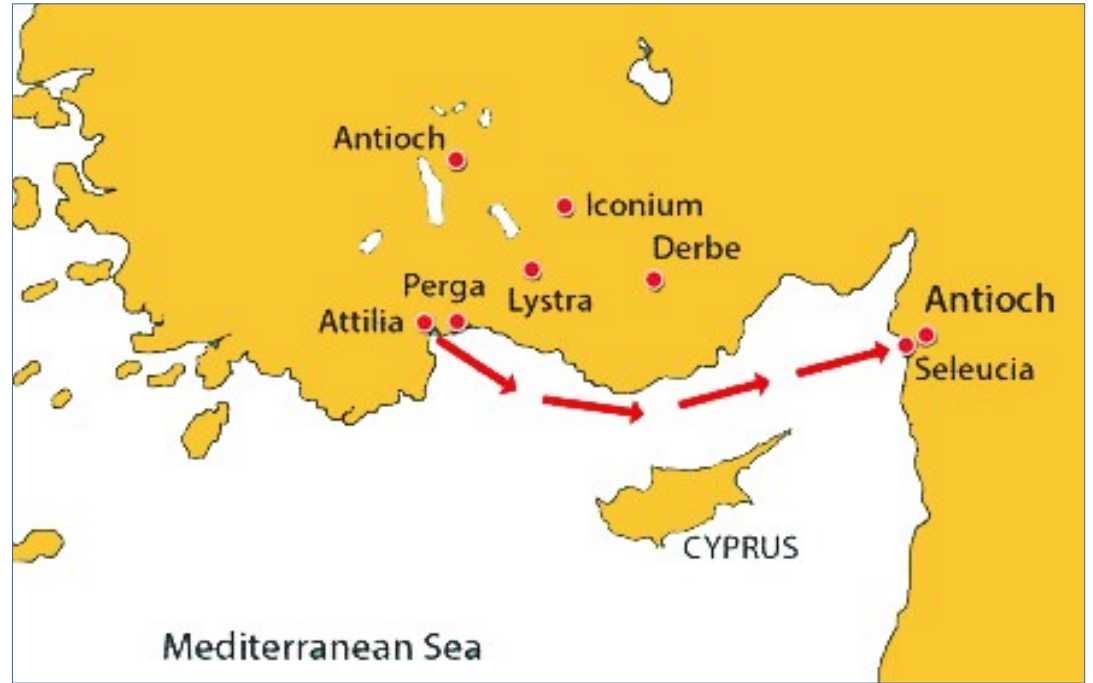 Antioch
Iconium
Derbe
Perga
Lystra
Attilia
Antioch
Seleucia
CYPRUS
Mediterranean Sea